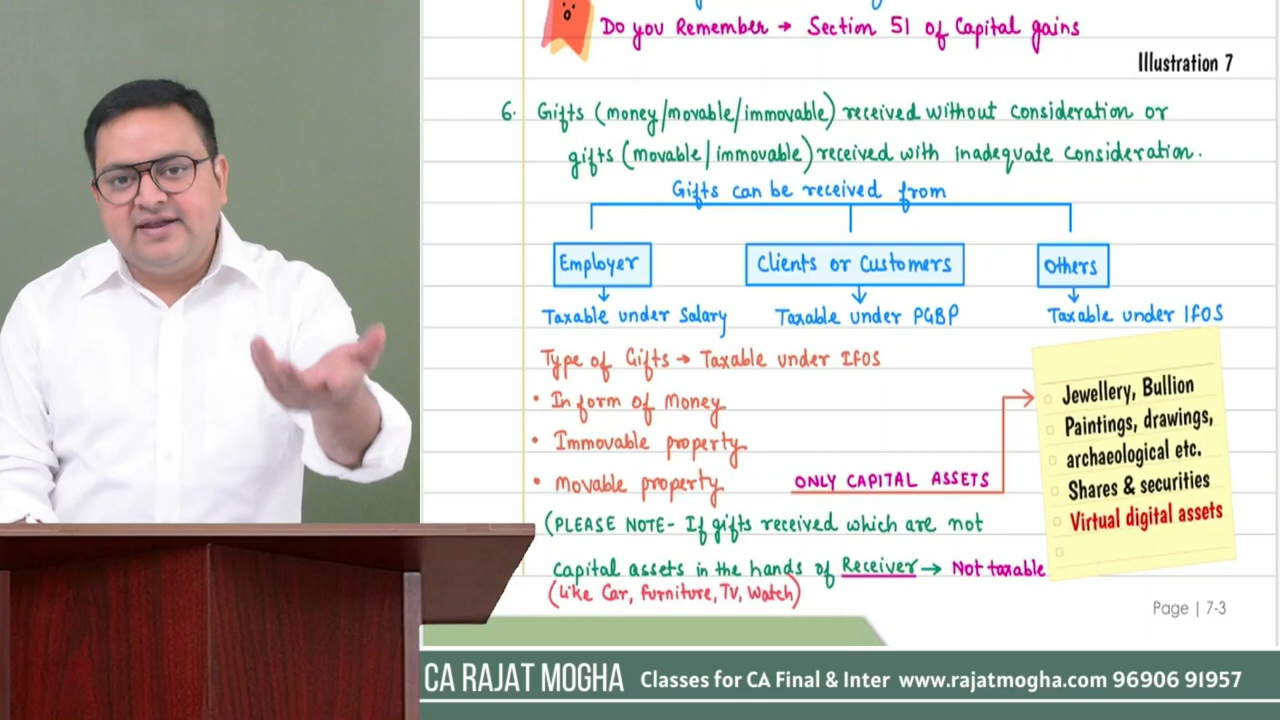 Do you Remember → Section 51 of Capital gains
Illustration 7
6. Gifts (money/movable/immovable) received without consideration or
gifts (movable/immovable) received with inadequate consideration.
Gifts can be received from
Employer
Clients or Customers
Others
Taxable under Salary
Taxable under PGBP
Taxable under IFOS
Type of Gifts → Taxable under IFOS
• In form of Money
• Immovable property
• Movable property
ONLY CAPITAL ASSETS
Jewellery, Bullion
Paintings, drawings,
archaeological etc.
Shares & securities
Virtual digital assets
(PLEASE NOTE- If gifts received which are not
capital assets in the hands of Receiver → Not taxable
(Like Car, Furniture, TV, Watch)
Page | 7-3
CA RAJAT MOGHA Classes for CA Final & Inter www.rajatmogha.com 96906 91957